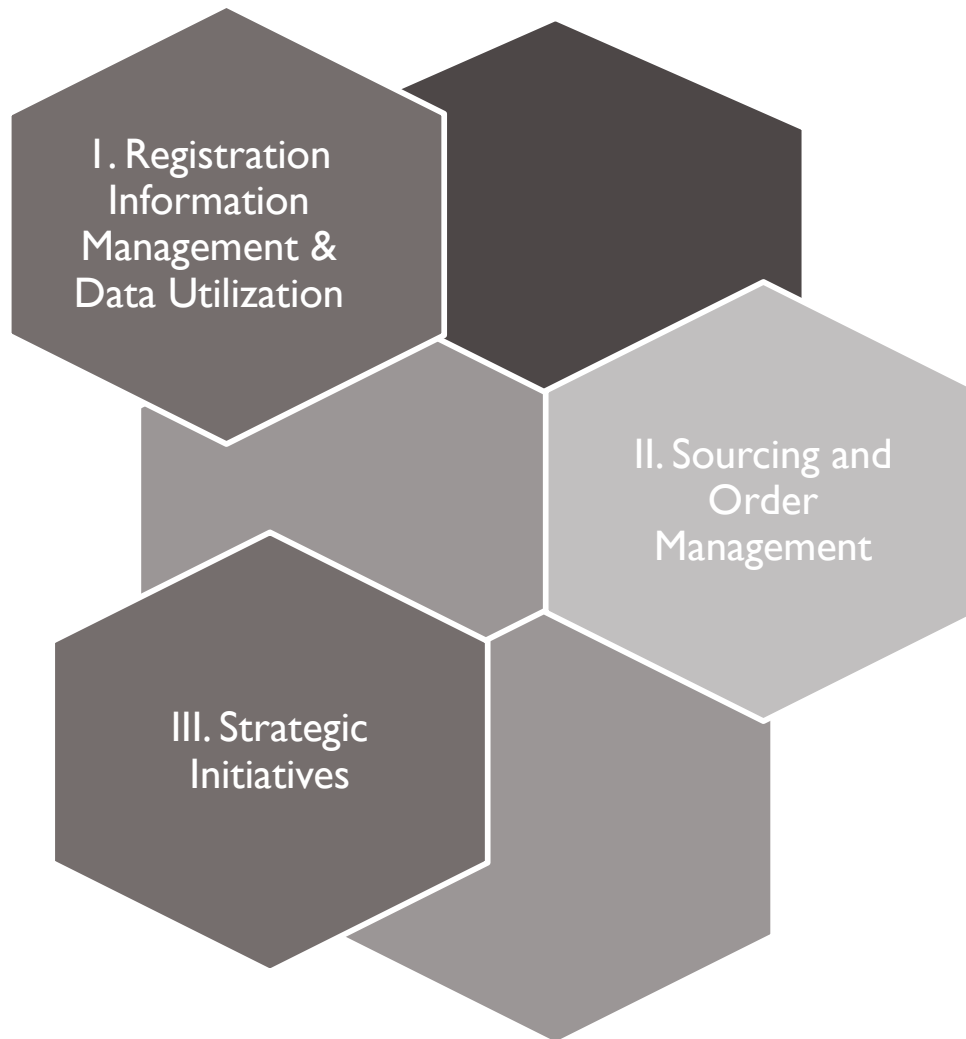 I. Registration
Information
Management &
Data Utilization
II. Sourcing and
Order
Management
III. Strategic
Initiatives